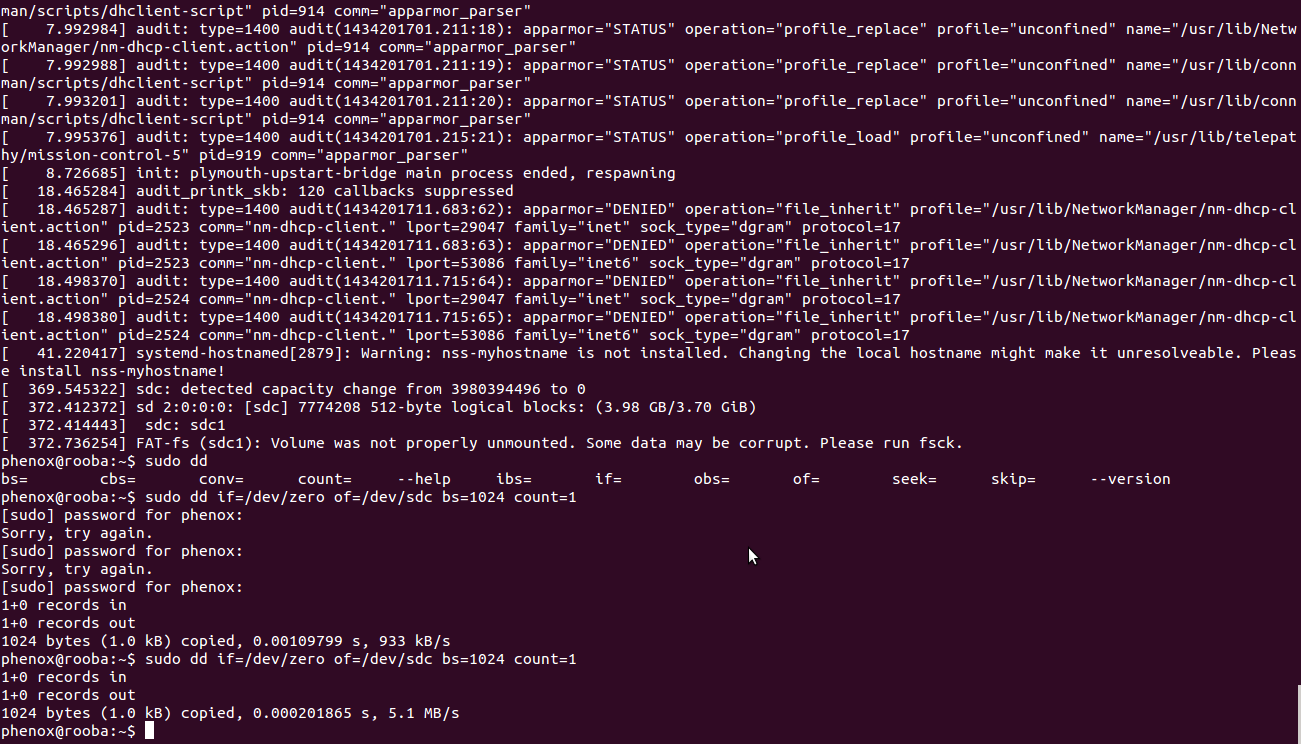 man/scripts/dhclient-script" pid=914 comm="apparmor_parser"
[    7.992984] audit: type=1400 audit(1434201701.211:18): apparmor="STATUS" operation="profile_replace" profile="unconfined" name="/usr/lib/Netw
orkManager/nm-dhcp-client.action" pid=914 comm="apparmor_parser"
[    7.992988] audit: type=1400 audit(1434201701.211:19): apparmor="STATUS" operation="profile_replace" profile="unconfined" name="/usr/lib/conn
man/scripts/dhclient-script" pid=914 comm="apparmor_parser"
[    7.993201] audit: type=1400 audit(1434201701.211:20): apparmor="STATUS" operation="profile_replace" profile="unconfined" name="/usr/lib/conn
man/scripts/dhclient-script" pid=914 comm="apparmor_parser"
[    7.995376] audit: type=1400 audit(1434201701.215:21): apparmor="STATUS" operation="profile_load" profile="unconfined" name="/usr/lib/telepat
hy/mission-control-5" pid=919 comm="apparmor_parser"
[    8.726685] init: plymouth-upstart-bridge main process ended, respawning
[   18.465284] audit_printk_skb: 120 callbacks suppressed
[   18.465287] audit: type=1400 audit(1434201711.683:62): apparmor="DENIED" operation="file_inherit" profile="/usr/lib/NetworkManager/nm-dhcp-cl
ient.action" pid=2523 comm="nm-dhcp-client." lport=29047 family="inet" sock_type="dgram" protocol=17
[   18.465296] audit: type=1400 audit(1434201711.683:63): apparmor="DENIED" operation="file_inherit" profile="/usr/lib/NetworkManager/nm-dhcp-cl
ient.action" pid=2523 comm="nm-dhcp-client." lport=53086 family="inet6" sock_type="dgram" protocol=17
[   18.498370] audit: type=1400 audit(1434201711.715:64): apparmor="DENIED" operation="file_inherit" profile="/usr/lib/NetworkManager/nm-dhcp-cl
ient.action" pid=2524 comm="nm-dhcp-client." lport=29047 family="inet" sock_type="dgram" protocol=17
[   18.498380] audit: type=1400 audit(1434201711.715:65): apparmor="DENIED" operation="file_inherit" profile="/usr/lib/NetworkManager/nm-dhcp-cl
ient.action" pid=2524 comm="nm-dhcp-client." lport=53086 family="inet6" sock_type="dgram" protocol=17
[   41.220417] systemd-hostnamed[2879]: Warning: nss-myhostname is not installed. Changing the local hostname might make it unresolveable. Pleas
e install nss-myhostname!
[  369.545322] sdc: detected capacity change from 3980394496 to 0
[  372.412372] sd 2:0:0:0: [sdc] 7774208 512-byte logical blocks: (3.98 GB/3.70 GiB)
[  372.414443]  sdc: sdc1
[  372.736254] FAT-fs (sdc1): Volume was not properly unmounted. Some data may be corrupt. Please run fsck.
phenox@rooba:~$ sudo dd
bs=        cbs=       conv=      count=     --help     ibs=       if=        obs=       of=        seek=      skip=      --version
phenox@rooba:~$ sudo dd if=/dev/zero of=/dev/sdc bs=1024 count=1
[sudo] password for phenox:
Sorry, try again.
[sudo] password for phenox:
Sorry, try again.
[sudo] password for phenox:
1+0 records in
1+0 records out
1024 bytes (1.0 kB) copied, 0.00109799 s, 933 kB/s
phenox@rooba:~$ sudo dd if=/dev/zero of=/dev/sdc bs=1024 count=1
1+0 records in
1+0 records out
1024 bytes (1.0 kB) copied, 0.000201865 s, 5.1 MB/s
phenox@rooba:~$